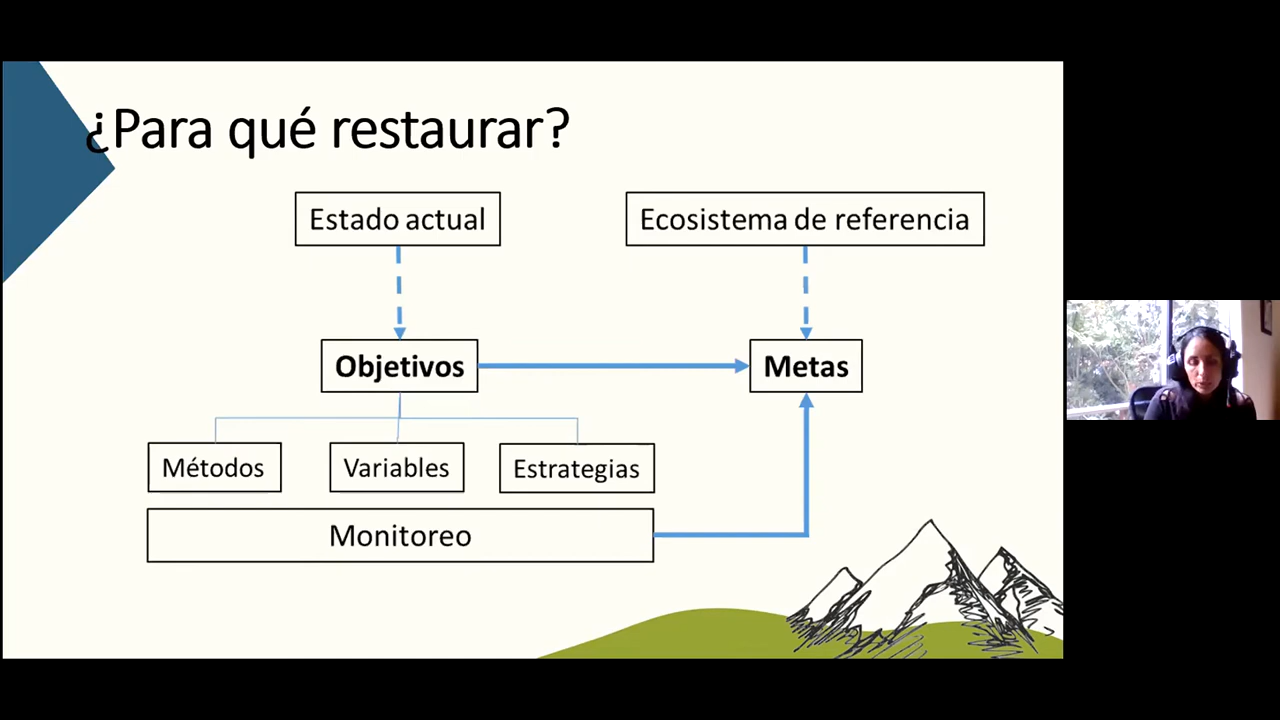 ¿Para qué restaurar?
Estado actual
Ecosistema de referencia
Objetivos
Metas
Métodos
Variables
Estrategias
Monitoreo